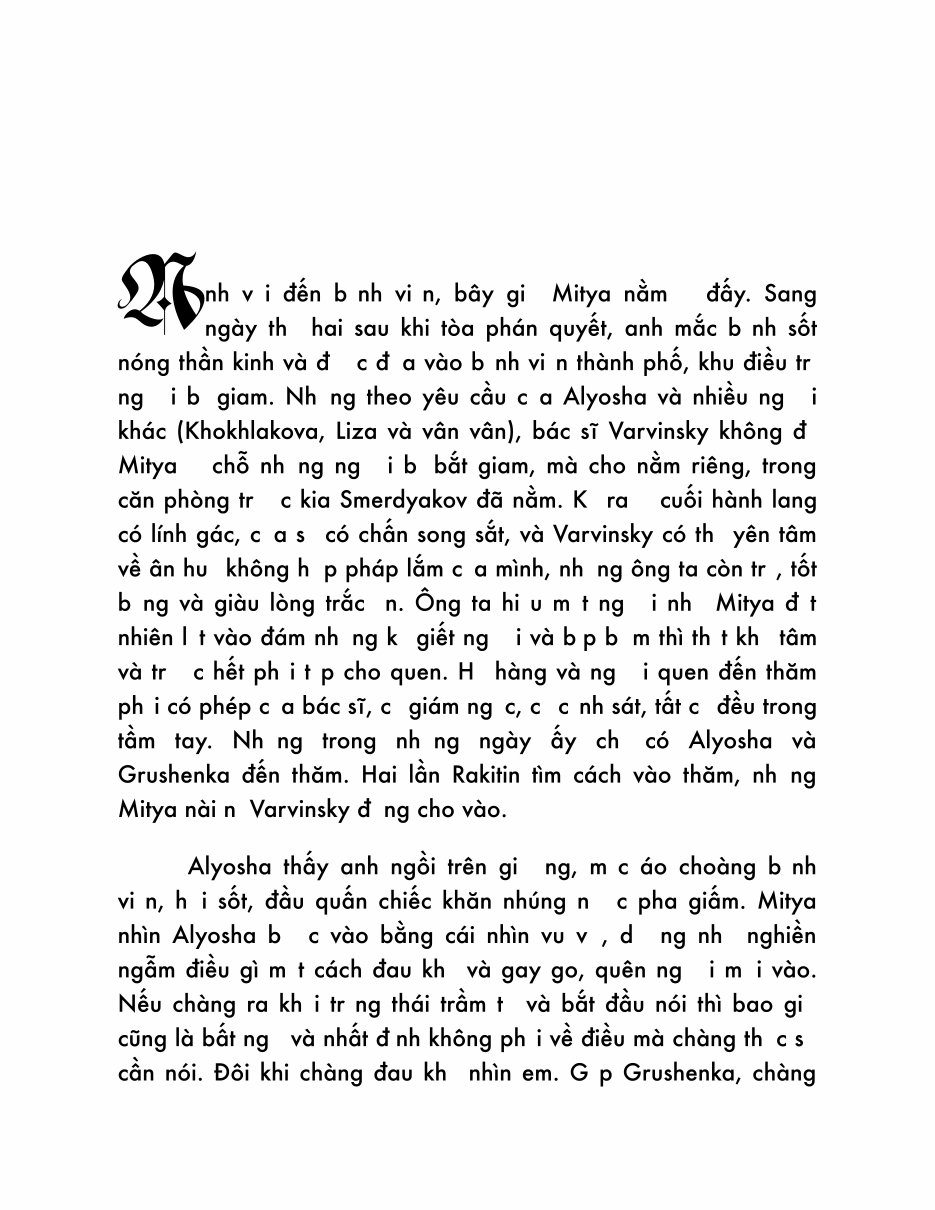 Anh v i đến b nh vi n, bây gi Mitya nằm đấy. Sang
ngày th hai sau khi tòa phán quyết, anh mắc b nh sốt
nóng thần kinh và đ c đ a vào b nh vi n thành phố, khu điều tr
ng i b giam. Nh ng theo yêu cầu c a Alyosha và nhiều ng i
khác (Khokhlakova, Liza và vân vân), bác sĩ Varvinsky không đ
Mitya chỗ nh ng ng i b bắt giam, mà cho nằm riêng, trong
căn phòng tr c kia Smerdyakov đã nằm. K ra cuối hành lang
có lính gác, c a s có chấn song sắt, và Varvinsky có th yên tâm
về ân hu không h p pháp lắm c a mình, nh ng ông ta còn tr , tốt
b ng và giàu lòng trắc n. Ông ta hi u m t ng i nh Mitya đ t
nhiên l t vào đám nh ng k giết ng i và b p b m thì th t kh tâm
và tr c hết ph i t p cho quen. H hàng và ng i quen đến thăm
ph i có phép c a bác sĩ, c giám ng c, c c nh sát, tất c đều trong
tầm tay. Nh ng trong nh ng ngày ấy ch có Alyosha và
Grushenka đến thăm. Hai lần Rakitin tìm cách vào thăm, nh ng
Mitya nài n Varvinsky đ ng cho vào.
Alyosha thấy anh ngồi trên gi ng, m c áo choàng b nh
vi n, h i sốt, đầu quấn chiếc khăn nhúng n c pha giấm. Mitya
nhìn Alyosha b c vào bằng cái nhìn vu v , d ng nh nghiền
ngẫm điều gì m t cách đau kh và gay go, quên ng i m i vào.
Nếu chàng ra kh i tr ng thái trầm t và bắt đầu nói thì bao gi
cũng là bất ng và nhất đ nh không ph i về điều mà chàng th c s
cần nói. Đôi khi chàng đau kh nhìn em. G p Grushenka, chàng